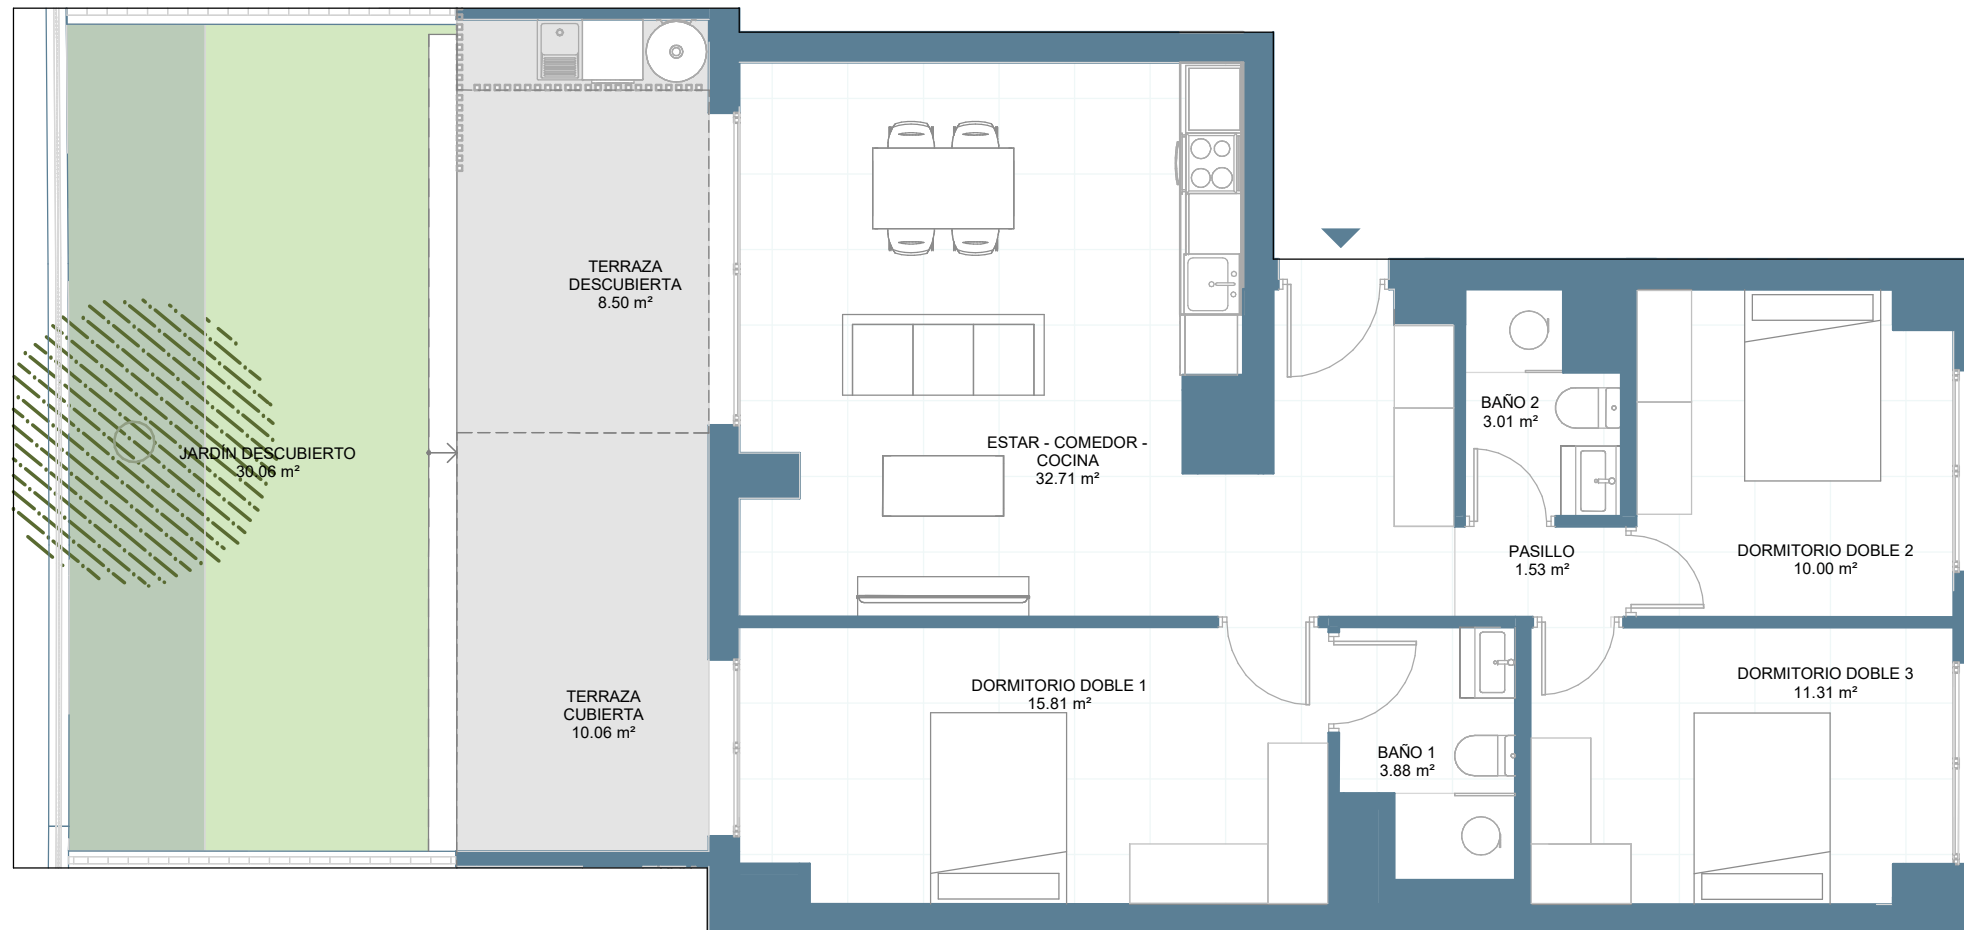 TERRAZA
DESCUBIERTA
8.50 m²
JARDÍN DESCUBIERTO
30.06 m²
ESTAR - COMEDOR -
COCINA
32.71 m²
BAÑO 2
3.01 m²
PASILLO
1.53 m²
DORMITORIO DOBLE 2
10.00 m²
TERRAZA
CUBIERTA
10.06 m²
DORMITORIO DOBLE 1
15.81 m²
BAÑO 1
3.88 m²
DORMITORIO DOBLE 3
11.31 m²